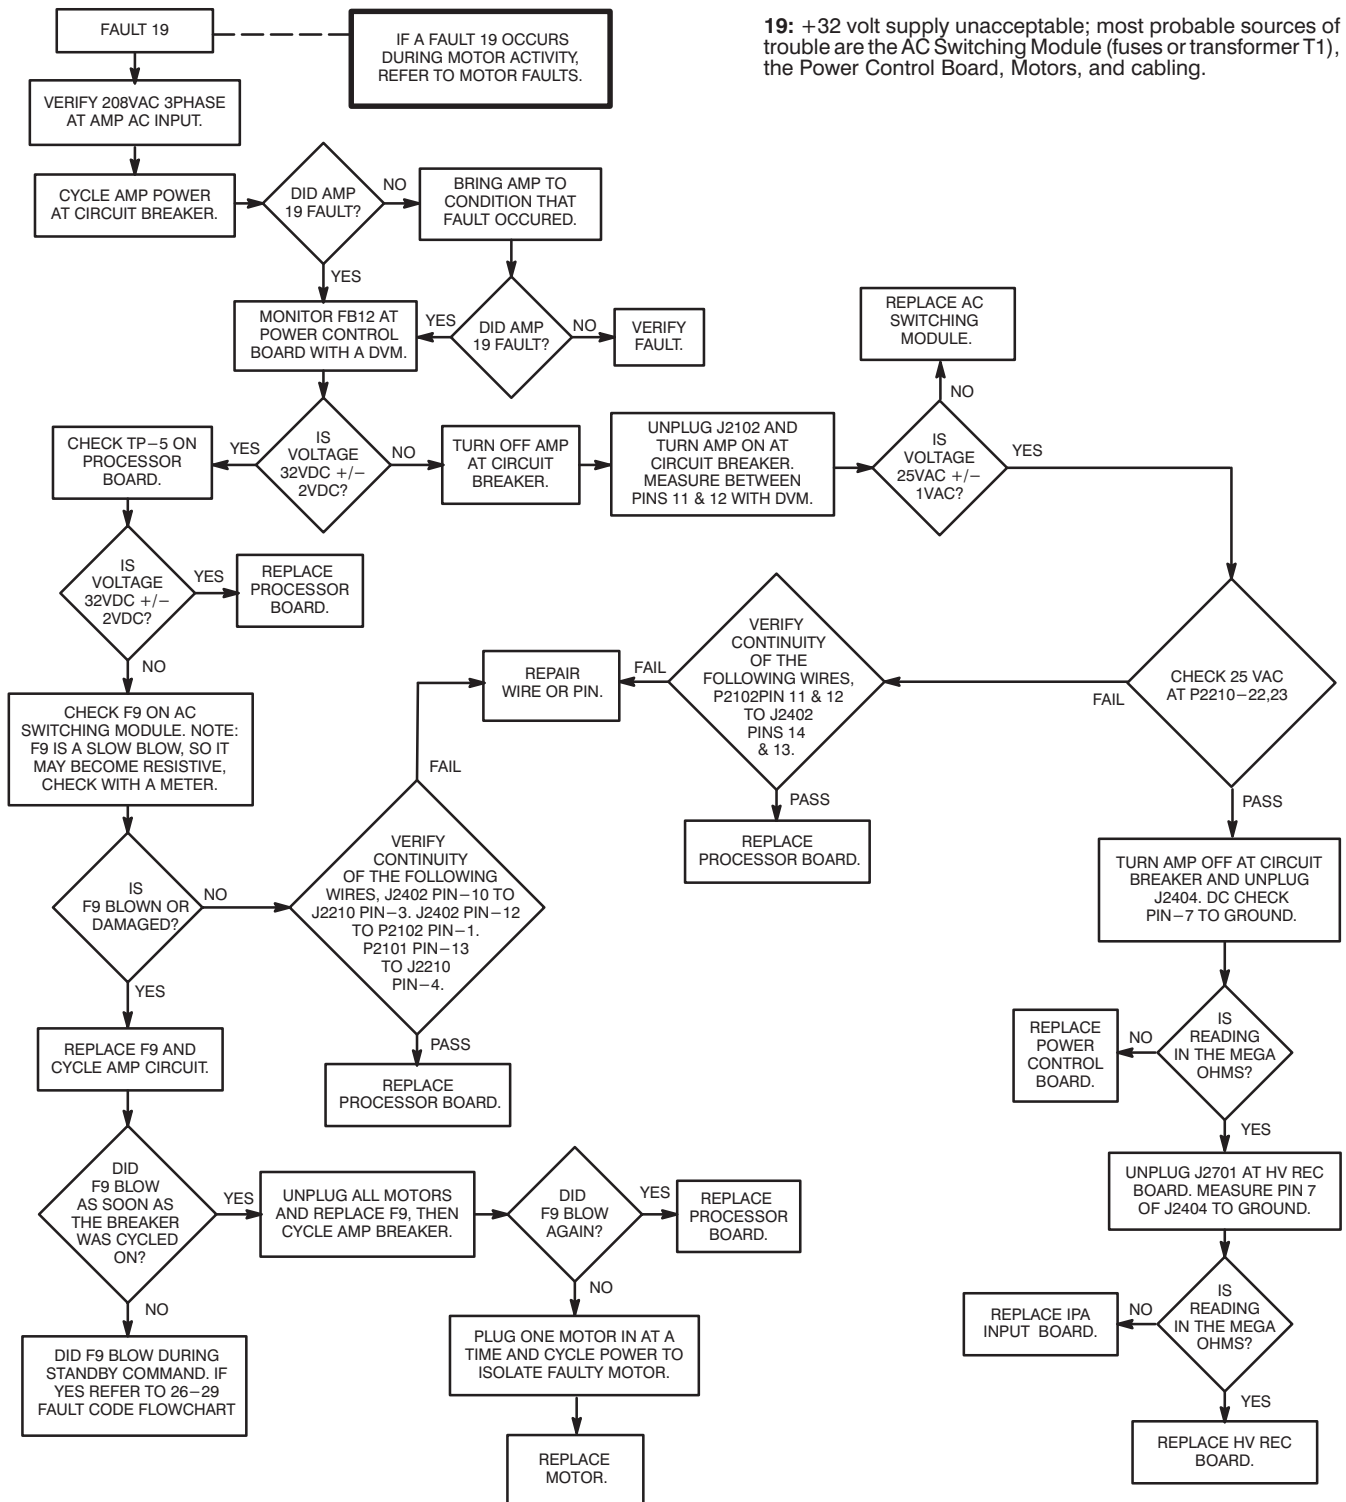 FAULT 19
IF A FAULT 19 OCCURS
DURING MOTOR ACTIVITY,
REFER TO MOTOR FAULTS.
19: +32 volt supply unacceptable; most probable sources of
trouble are the AC Switching Module (fuses or transformer T1),
the Power Control Board, Motors, and cabling.
VERIFY 208VAC 3PHASE
AT AMP AC INPUT.
CYCLE AMP POWER
AT CIRCUIT BREAKER.
DID AMP
19 FAULT?
NO
BRING AMP TO
CONDITION THAT
FAULT OCCURED.
YES
MONITOR FB12 AT
POWER CONTROL
BOARD WITH A DVM.
YES
DID AMP
19 FAULT?
NO
VERIFY
FAULT.
REPLACE AC
SWITCHING
MODULE.
NO
CHECK TP−5 ON
PROCESSOR
BOARD.
YES
IS
VOLTAGE
32VDC +/−
2VDC?
NO
TURN OFF AMP
AT CIRCUIT
BREAKER.
UNPLUG J2102 AND
TURN AMP ON AT
CIRCUIT BREAKER.
MEASURE BETWEEN
PINS 11 & 12 WITH DVM.
IS
VOLTAGE
25VAC +/−
1VAC?
YES
IS
VOLTAGE
32VDC +/−
2VDC?
YES
REPLACE
PROCESSOR
BOARD.
NO
REPAIR
WIRE OR PIN.
FAIL
VERIFY
CONTINUITY
OF THE
FOLLOWING WIRES,
P2102PIN 11 & 12
TO J2402
PINS 14
& 13.
FAIL
CHECK 25 VAC
AT P2210−22,23
CHECK F9 ON AC
SWITCHING MODULE. NOTE:
F9 IS A SLOW BLOW, SO IT
MAY BECOME RESISTIVE,
CHECK WITH A METER.
FAIL
PASS
REPLACE
PROCESSOR BOARD.
PASS
TURN AMP OFF AT CIRCUIT
BREAKER AND UNPLUG
J2404. DC CHECK
PIN−7 TO GROUND.
IS
F9 BLOWN OR
DAMAGED?
NO
VERIFY
CONTINUITY
OF THE FOLLOWING
WIRES, J2402 PIN−10 TO
J2210 PIN−3. J2402 PIN−12
TO P2102 PIN−1.
P2101 PIN−13
TO J2210
PIN−4.
YES
PASS
REPLACE
PROCESSOR BOARD.
REPLACE
POWER
CONTROL
BOARD.
NO
IS
READING
IN THE MEGA
OHMS?
YES
REPLACE F9 AND
CYCLE AMP CIRCUIT.
DID
F9 BLOW
AS SOON AS
THE BREAKER
WAS CYCLED
ON?
YES
UNPLUG ALL MOTORS
AND REPLACE F9, THEN
CYCLE AMP BREAKER.
DID
F9 BLOW
AGAIN?
YES
REPLACE
PROCESSOR
BOARD.
UNPLUG J2701 AT HV REC
BOARD. MEASURE PIN 7
OF J2404 TO GROUND.
NO
NO
REPLACE IPA
INPUT BOARD.
NO
IS
READING
IN THE MEGA
OHMS?
DID F9 BLOW DURING
STANDBY COMMAND. IF
YES REFER TO 26−29
FAULT CODE FLOWCHART
PLUG ONE MOTOR IN AT A
TIME AND CYCLE POWER TO
ISOLATE FAULTY MOTOR.
YES
REPLACE HV REC
BOARD.
REPLACE
MOTOR.